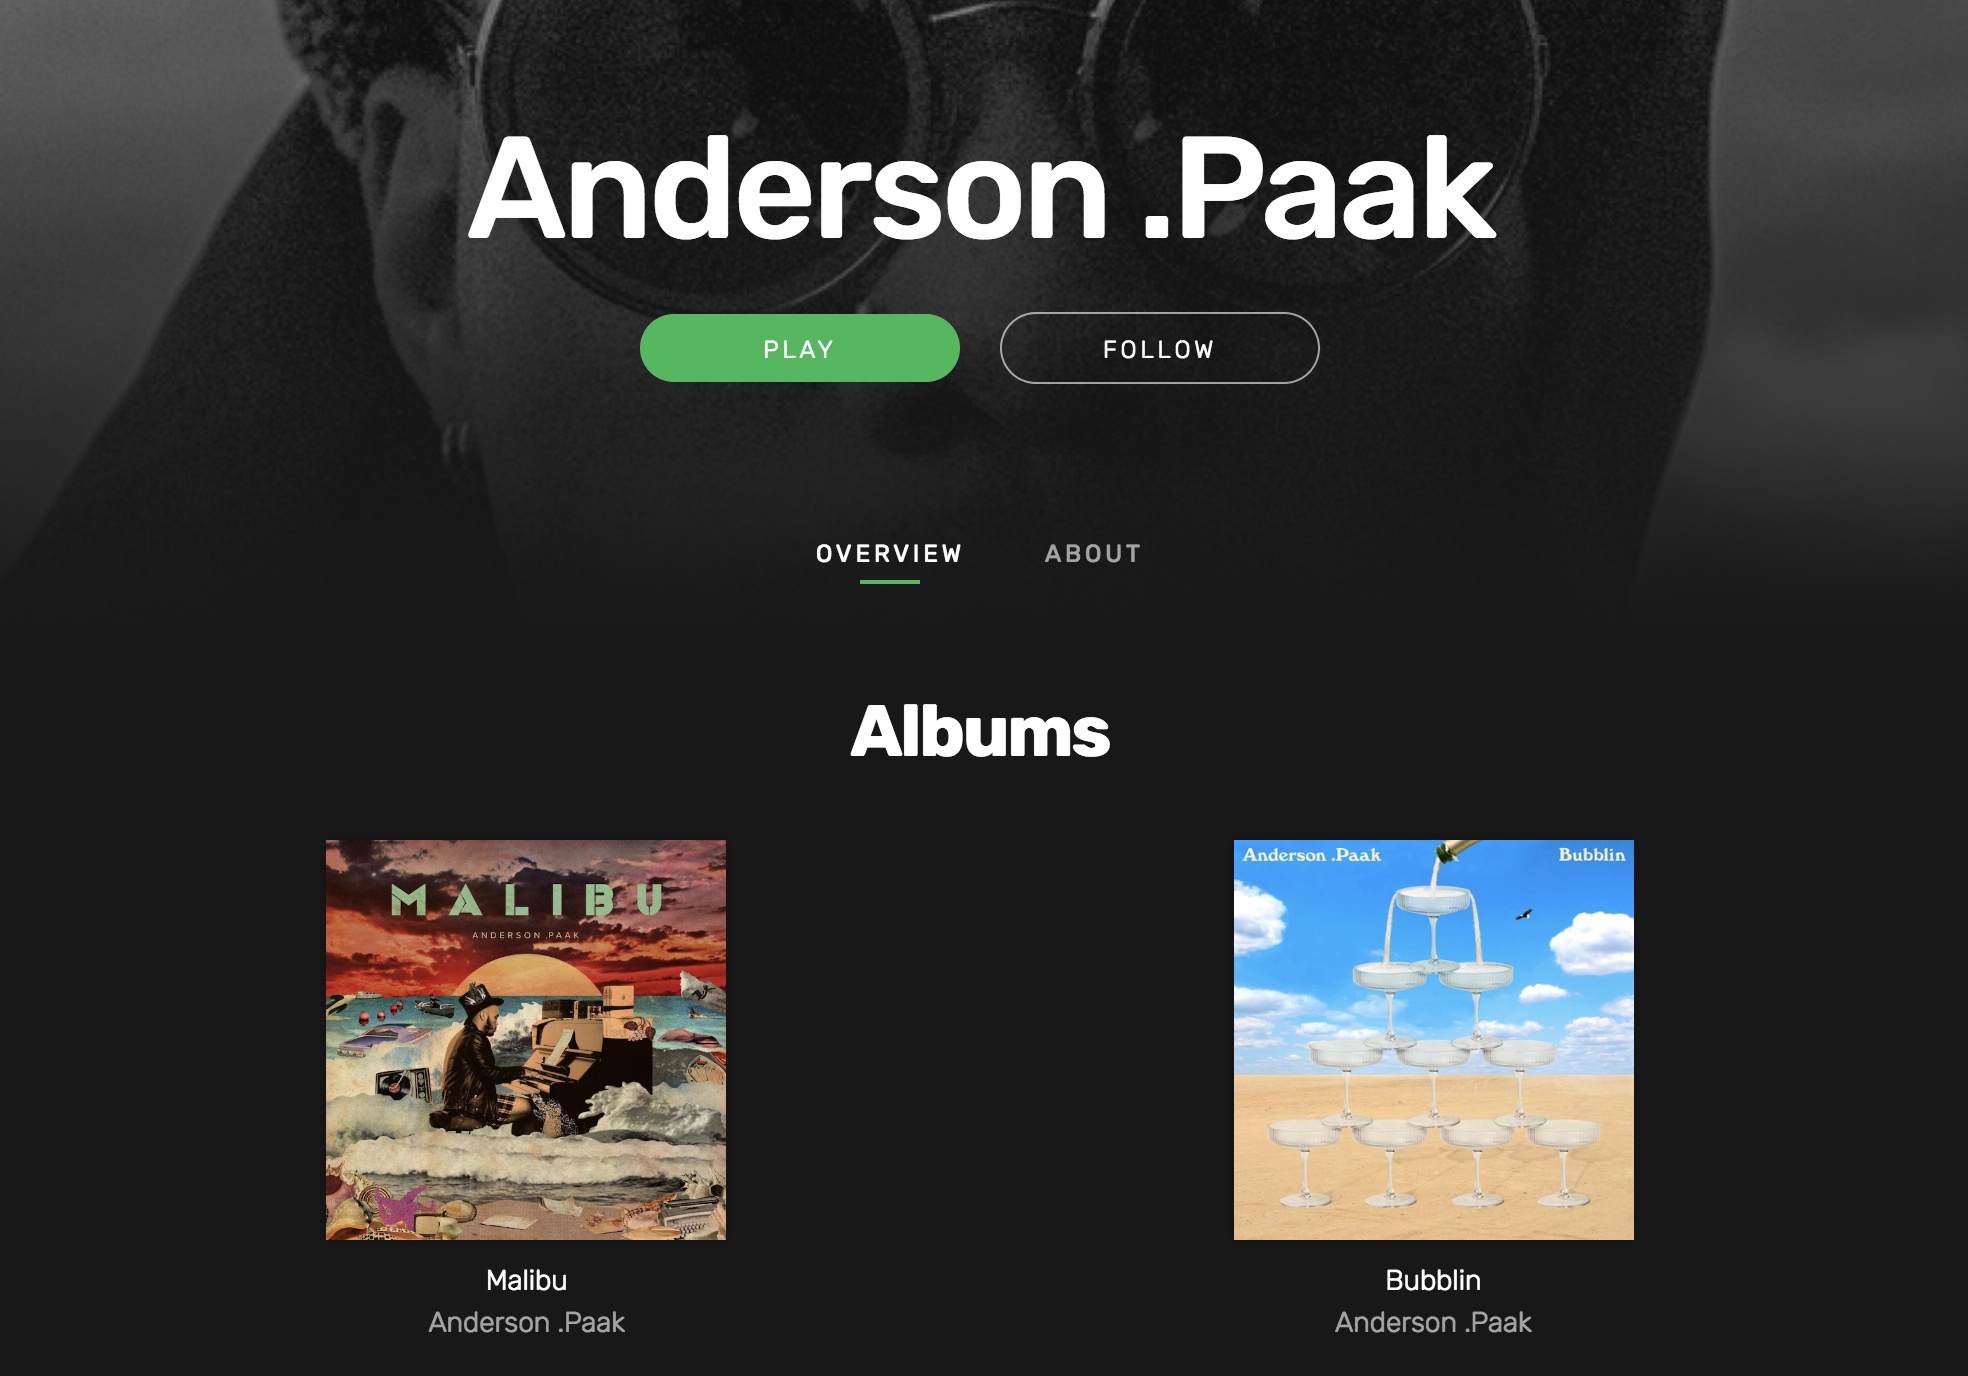 Anderson .Paak
PLAY
FOLLOW
OVERVIEW
ABOUT
Albums
MALIBU
ANDERSON .PAAK
Malibu
Anderson .Paak
Anderson .Paak
Bubblin
Bubblin
Anderson .Paak